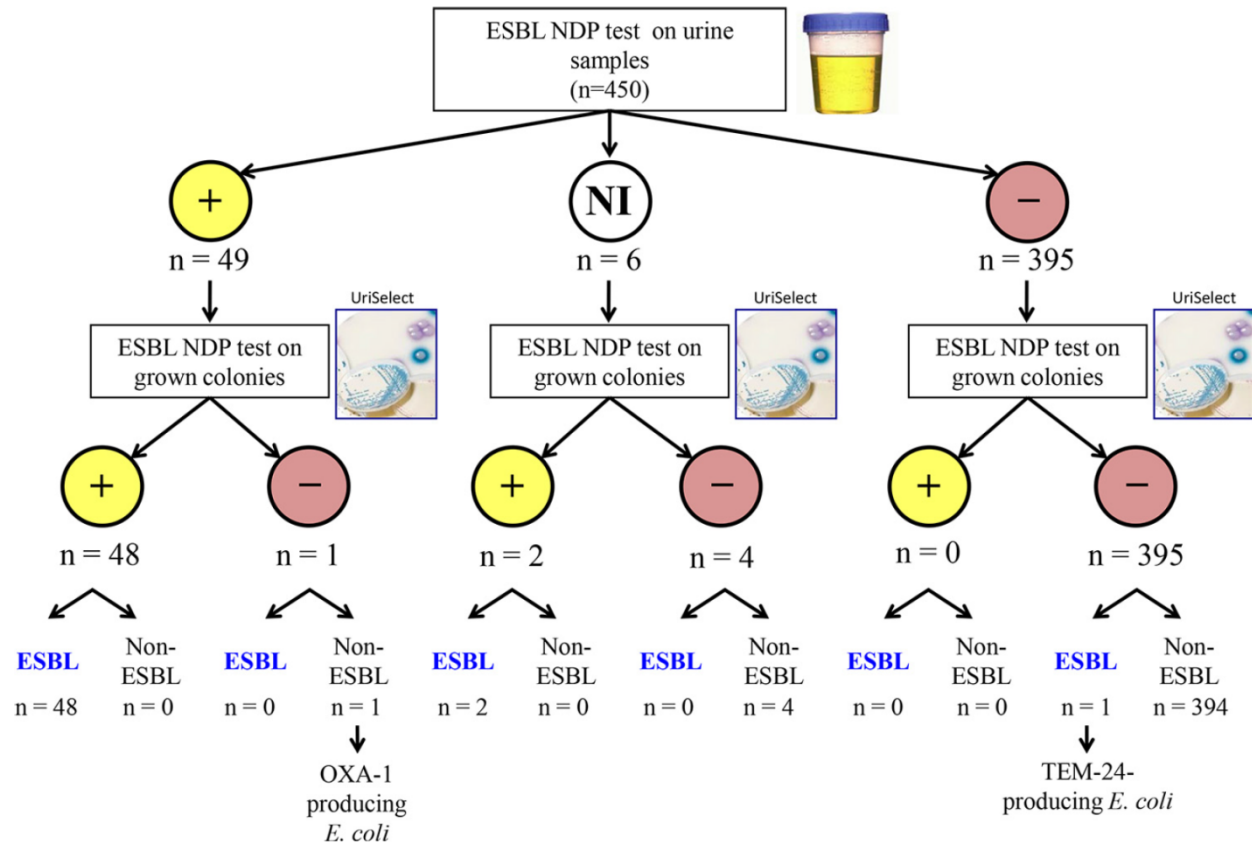 ESBL NDP test on urine
samples
(n=450)
+
NI
−
n = 49
n = 6
n = 395
UriSelect
UriSelect
UriSelect
ESBL NDP test on
grown colonies
ESBL NDP test on
grown colonies
ESBL NDP test on
grown colonies
+
−
+
−
+
−
n = 48
n = 1
n = 2
n = 4
n = 0
n = 395
ESBL
Non-
ESBL
ESBL
Non-
ESBL
ESBL
Non-
ESBL
ESBL
Non-
ESBL
ESBL
Non-
ESBL
ESBL
Non-
ESBL
n = 48
n = 0
n = 0
n = 1
n = 2
n = 0
n = 0
n = 4
n = 0
n = 0
n = 1
n = 394
OXA-1
producing
E. coli
TEM-24-
producing E. coli